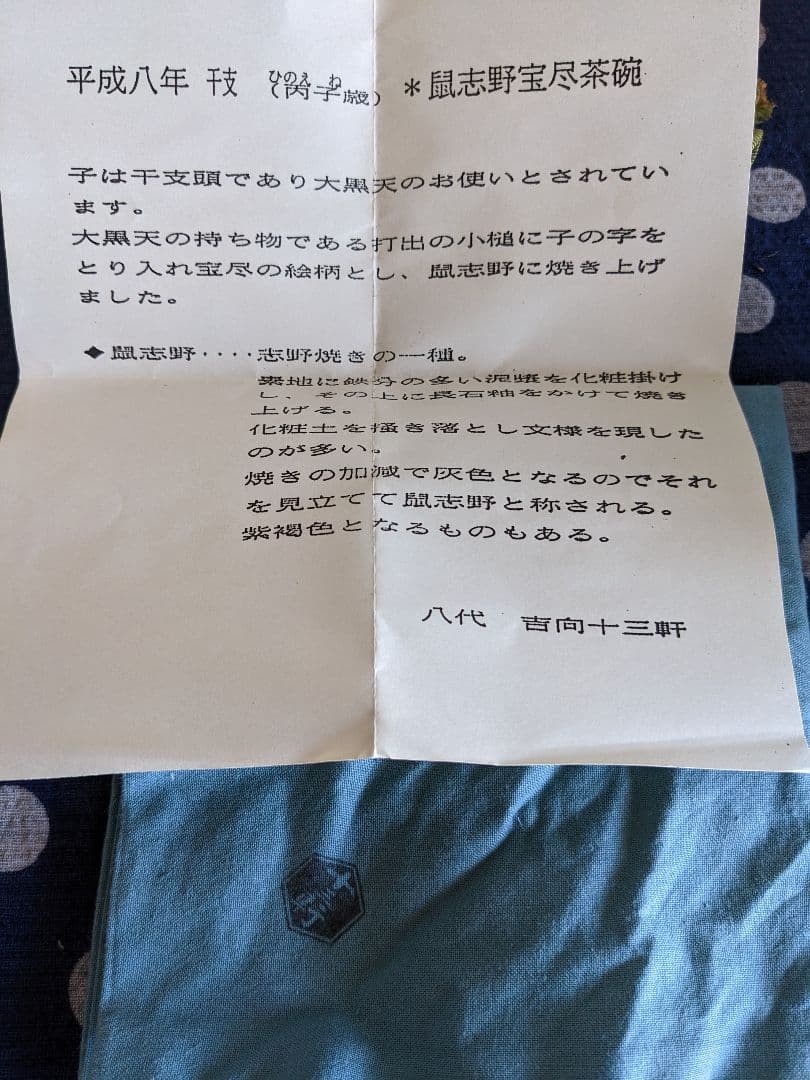 平成八年 干支 (丙子歳) *鼠志野宝尽茶碗
ひのえ ね
子は干支頭であり大黒天のお使いとされてい
ます。
大黒天の持ち物である打出の小槌に子の字を
とり入れ宝尽の絵柄とし、鼠志野に焼き上げ
ました。
◆鼠志野・・・・志野焼きの一種。
素地に鉄分の多い泥漿を化粧掛け
し、その上に長石釉をかけて焼き
上げる。
化粧土を掻き落とし文様を現した
のが多い。
焼きの加減で灰色となるのでそれ
を見立てて鼠志野と称される。
紫褐色となるものもある。
八代 吉向十三軒